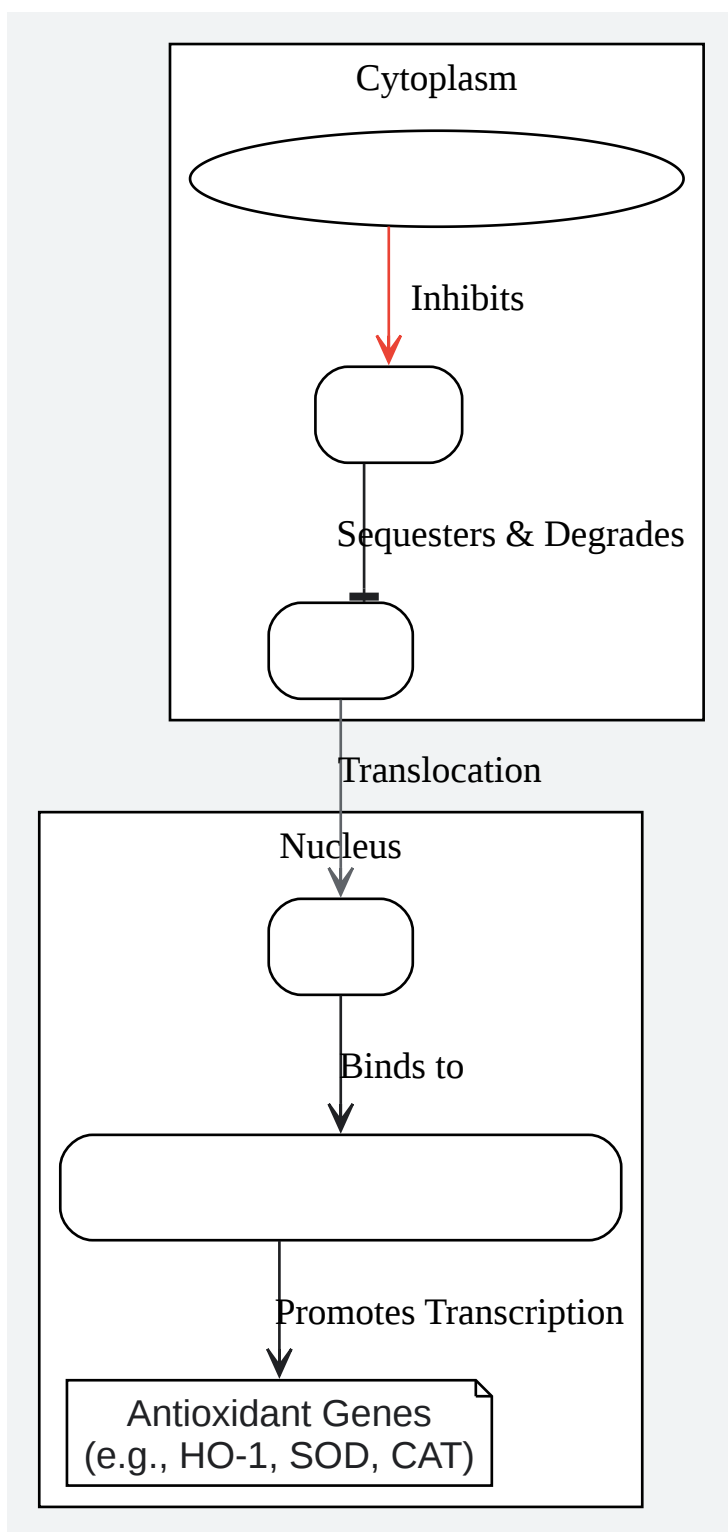 Cytoplasm
Inhibits
Sequesters & Degrades
Translocation
Nucleus
Binds to
Promotes Transcription
Antioxidant Genes
(e.g., HO-1, SOD, CAT)